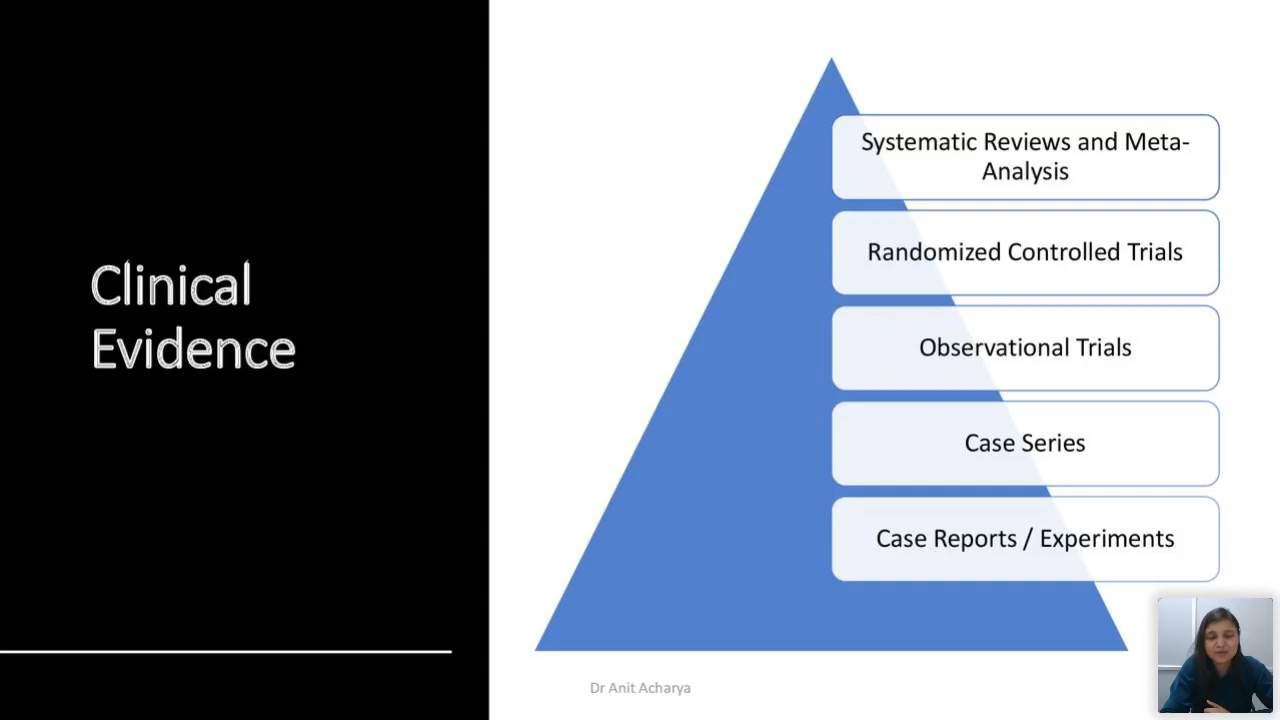 Clinical
Evidence
Systematic Reviews and Meta-
Analysis
Randomized Controlled Trials
Observational Trials
Case Series
Case Reports / Experiments
Dr Anit Acharya